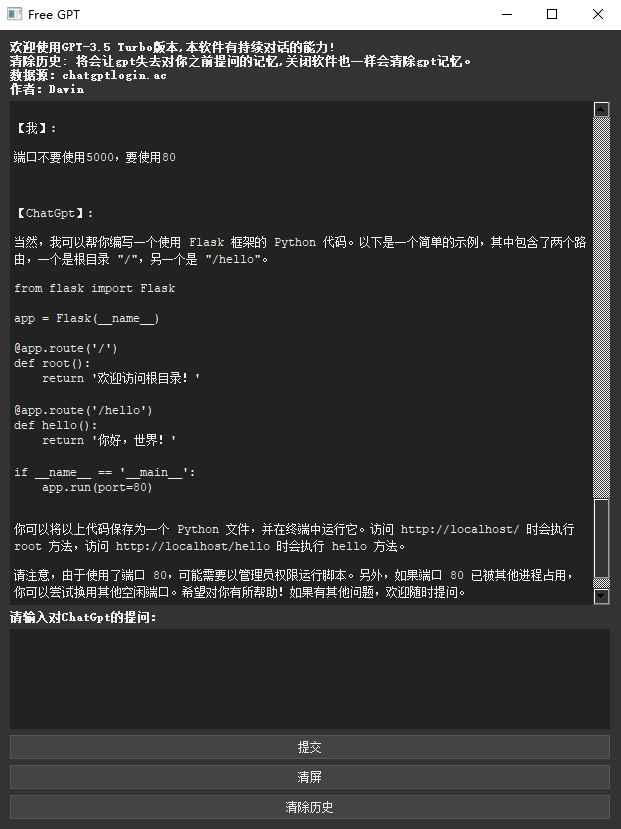 Free GPT
欢迎使用GPT-3.5 Turbo版本,本软件有持续对话的能力!
清除历史: 将会让gpt失去对你之前提问的记忆,关闭软件也一样会清除gpt记忆。
数据源: chatgptlogin.ac
作者: Davin
【我】:
端口不要使用5000，要使用80
【ChatGpt】:
当然，我可以帮你编写一个使用 Flask 框架的 Python 代码。以下是一个简单的示例，其中包含了两个路
由，一个是根目录 "/"，另一个是 "/hello"。
from flask import Flask
app = Flask(__name__)
@app.route('/')
def root():
    return '欢迎访问根目录！'
@app.route('/hello')
def hello():
    return '你好，世界！'
if __name__ == '__main__':
    app.run(port=80)
你可以将以上代码保存为一个 Python 文件，并在终端中运行它。访问 http://localhost/ 时会执行
root 方法，访问 http://localhost/hello 时会执行 hello 方法。
请注意，由于使用了端口 80，可能需要以管理员权限运行脚本。另外，如果端口 80 已被其他进程占用，
你可以尝试换用其他空闲端口。希望对你有所帮助！如果有其他问题，欢迎随时提问。
请输入对ChatGpt的提问:
提交
清屏
清除历史